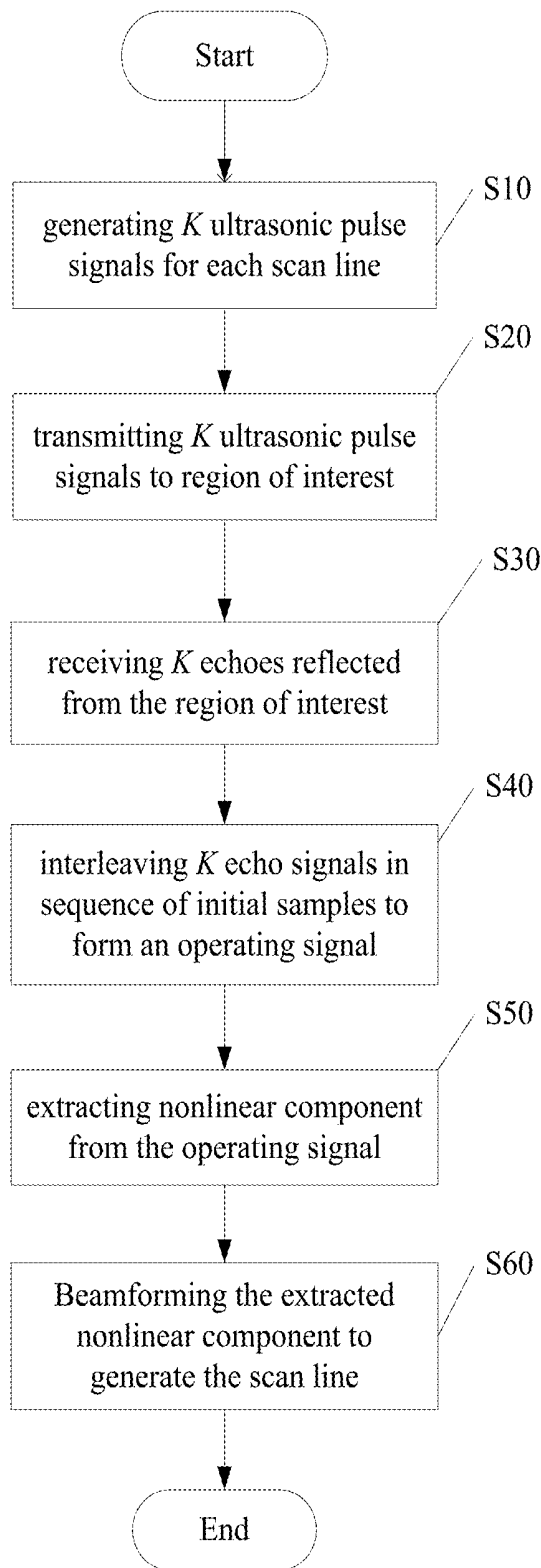 Start
S10
generating K ultrasonic pulse
signals for each scan line
S20
transmitting K ultrasonic pulse
signals to region of interest
S30
receiving K echoes reflected
from the region of interest
S40
interleaving K echo signals in
sequence of initial samples to
form an operating signal
S50
extracting nonlinear component
from the operating signal
S60
Beamforming the extracted
nonlinear component to
generate the scan line
End